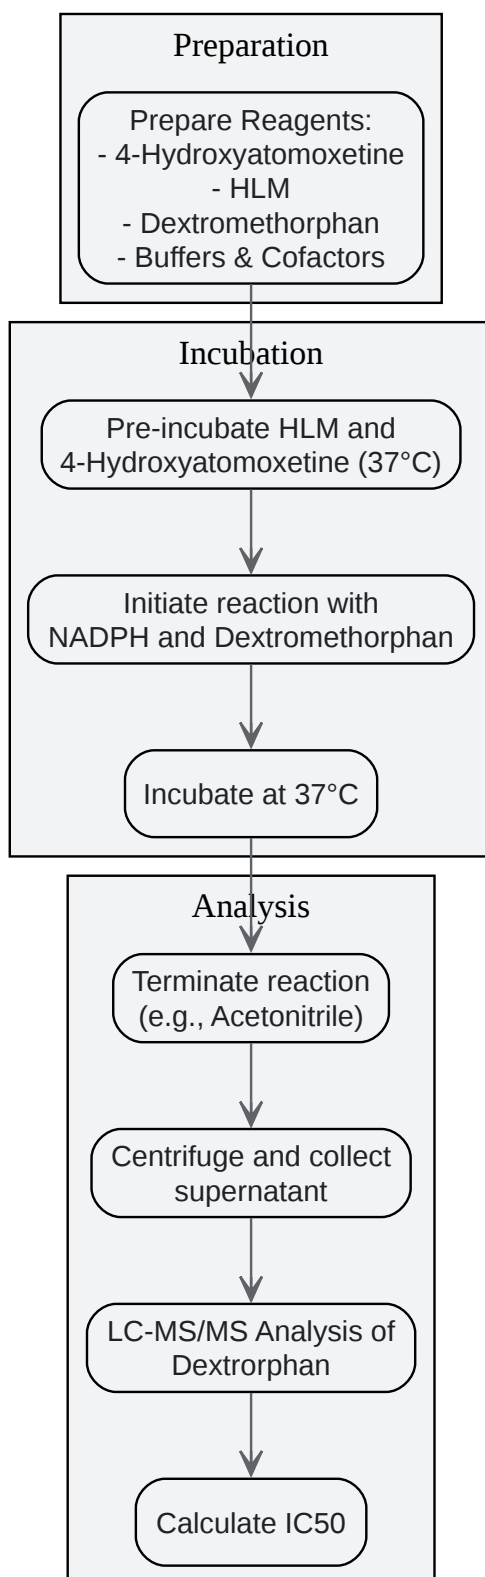 Preparation
Prepare Reagents:
- 4-Hydroxyatomoxetine
- HLM
- Dextromethorphan
- Buffers & Cofactors
Incubation
Pre-incubate HLM and
4-Hydroxyatomoxetine (37°C)
Initiate reaction with
NADPH and Dextromethorphan
Incubate at 37°C
Analysis
Terminate reaction
(e.g., Acetonitrile)
Centrifuge and collect
supernatant
LC-MS/MS Analysis of
Dextrorphan
Calculate IC50